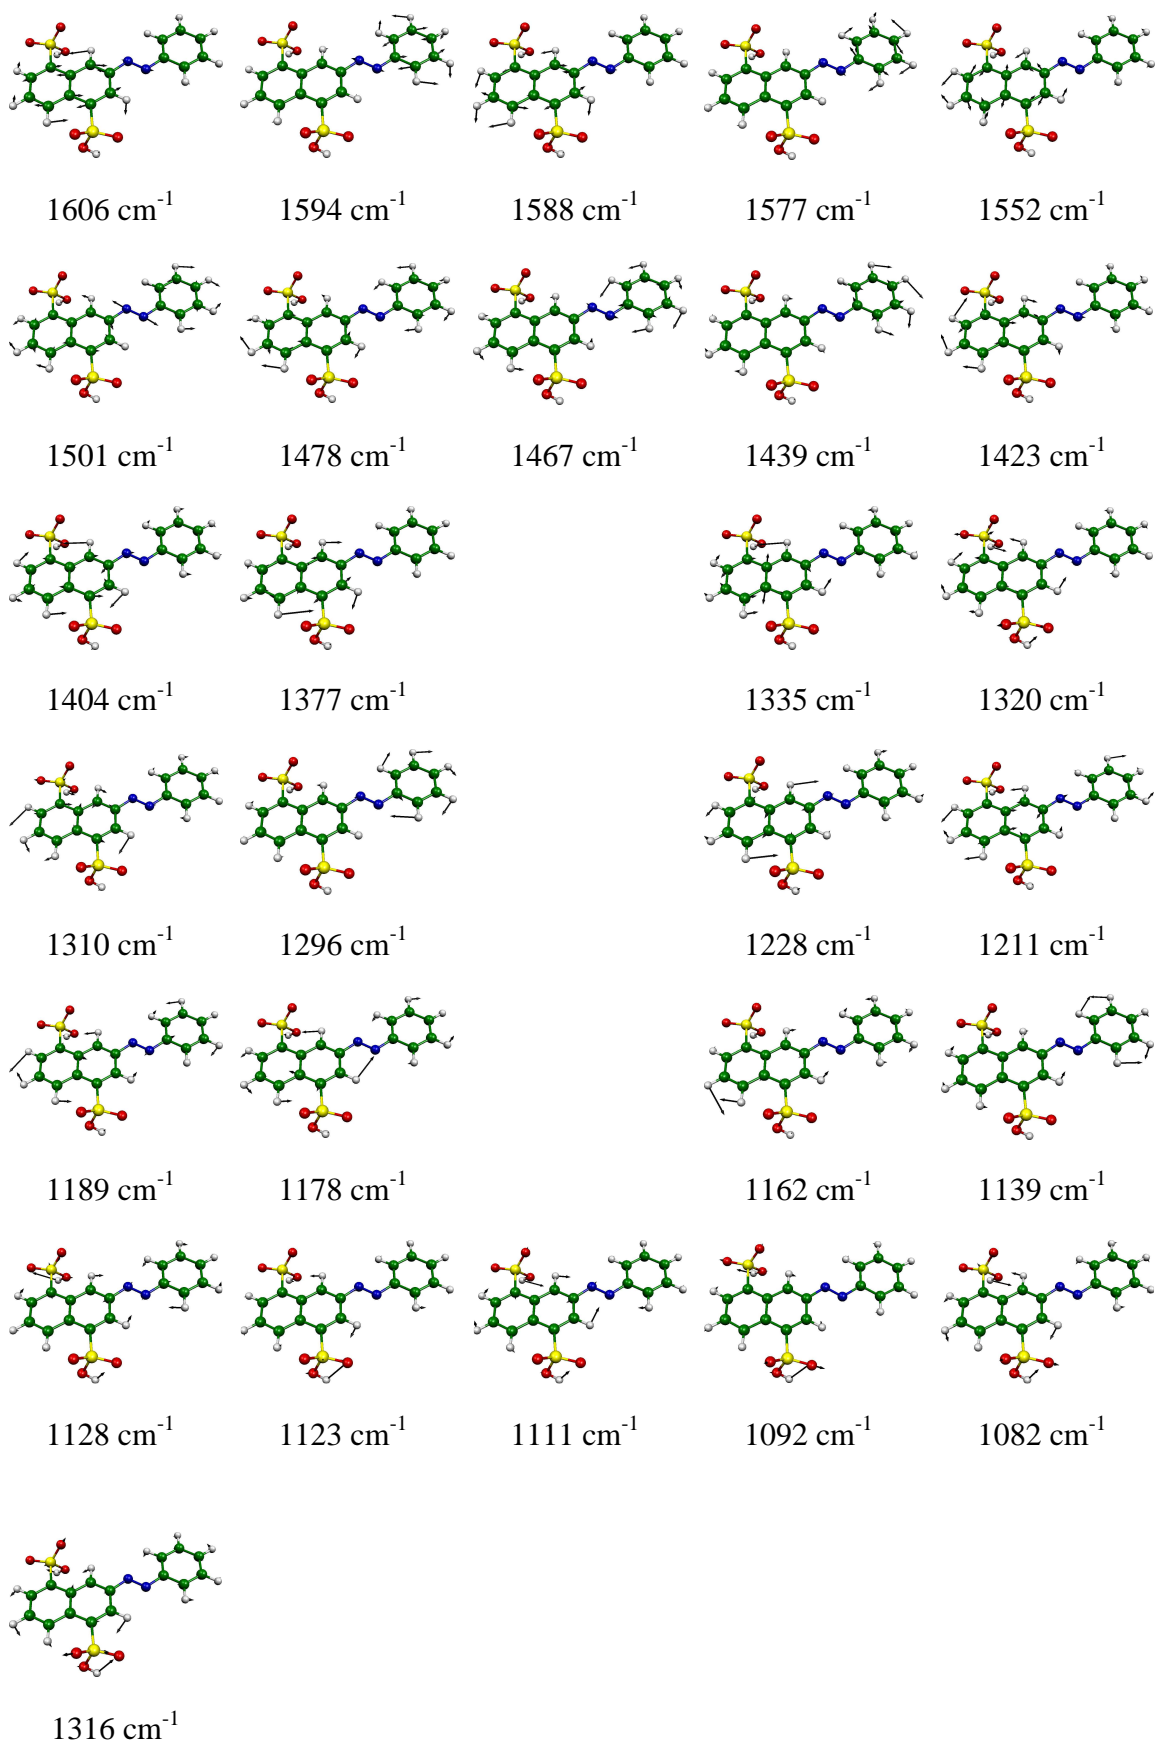 1606 cm⁻¹ 1594 cm⁻¹ 1588 cm⁻¹ 1577 cm⁻¹ 1552 cm⁻¹
1501 cm⁻¹ 1478 cm⁻¹ 1467 cm⁻¹ 1439 cm⁻¹ 1423 cm⁻¹
1404 cm⁻¹ 1377 cm⁻¹ 1335 cm⁻¹ 1320 cm⁻¹
1310 cm⁻¹ 1296 cm⁻¹ 1228 cm⁻¹ 1211 cm⁻¹
1189 cm⁻¹ 1178 cm⁻¹ 1162 cm⁻¹ 1139 cm⁻¹
1128 cm⁻¹ 1123 cm⁻¹ 1111 cm⁻¹ 1092 cm⁻¹ 1082 cm⁻¹
1316 cm⁻¹